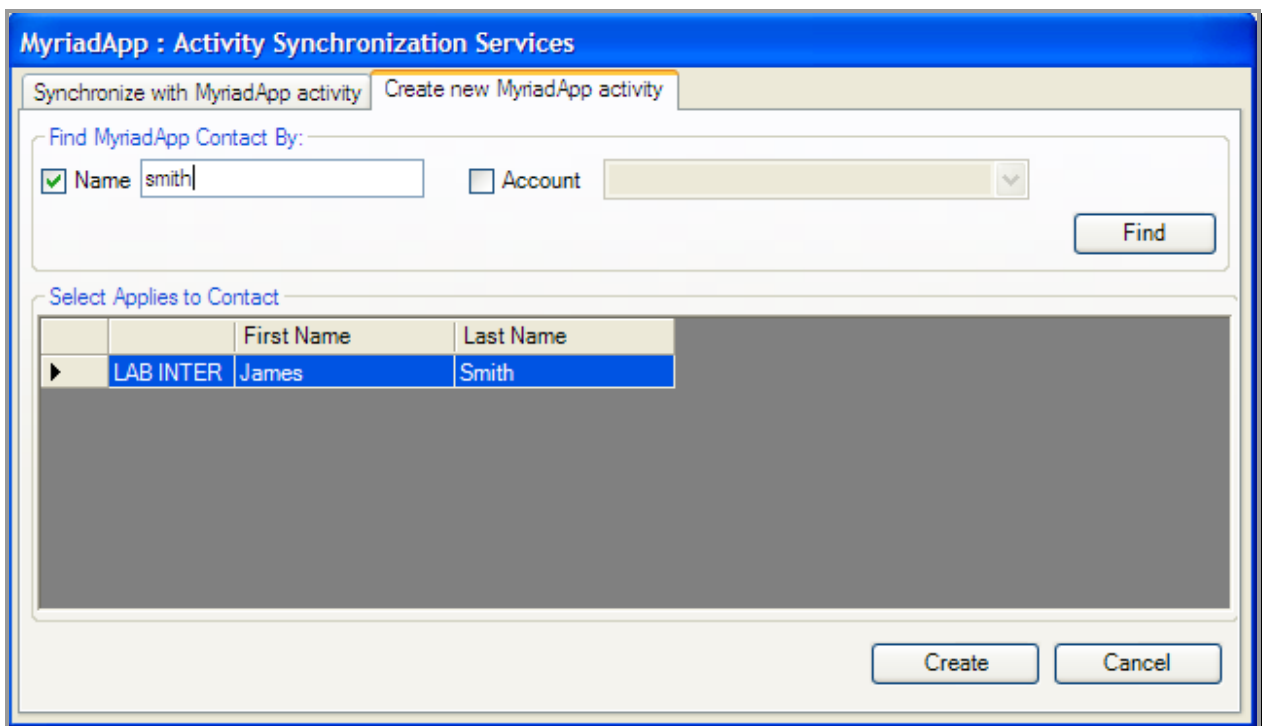 MyriadApp : Activity Synchronization Services
Synchronize with MyriadApp activity Create new MyriadApp activity
Find MyriadApp Contact By:
Name smith Account
Find
Select Applies to Contact
First Name Last Name
LAB INTER James Smith
Create Cancel